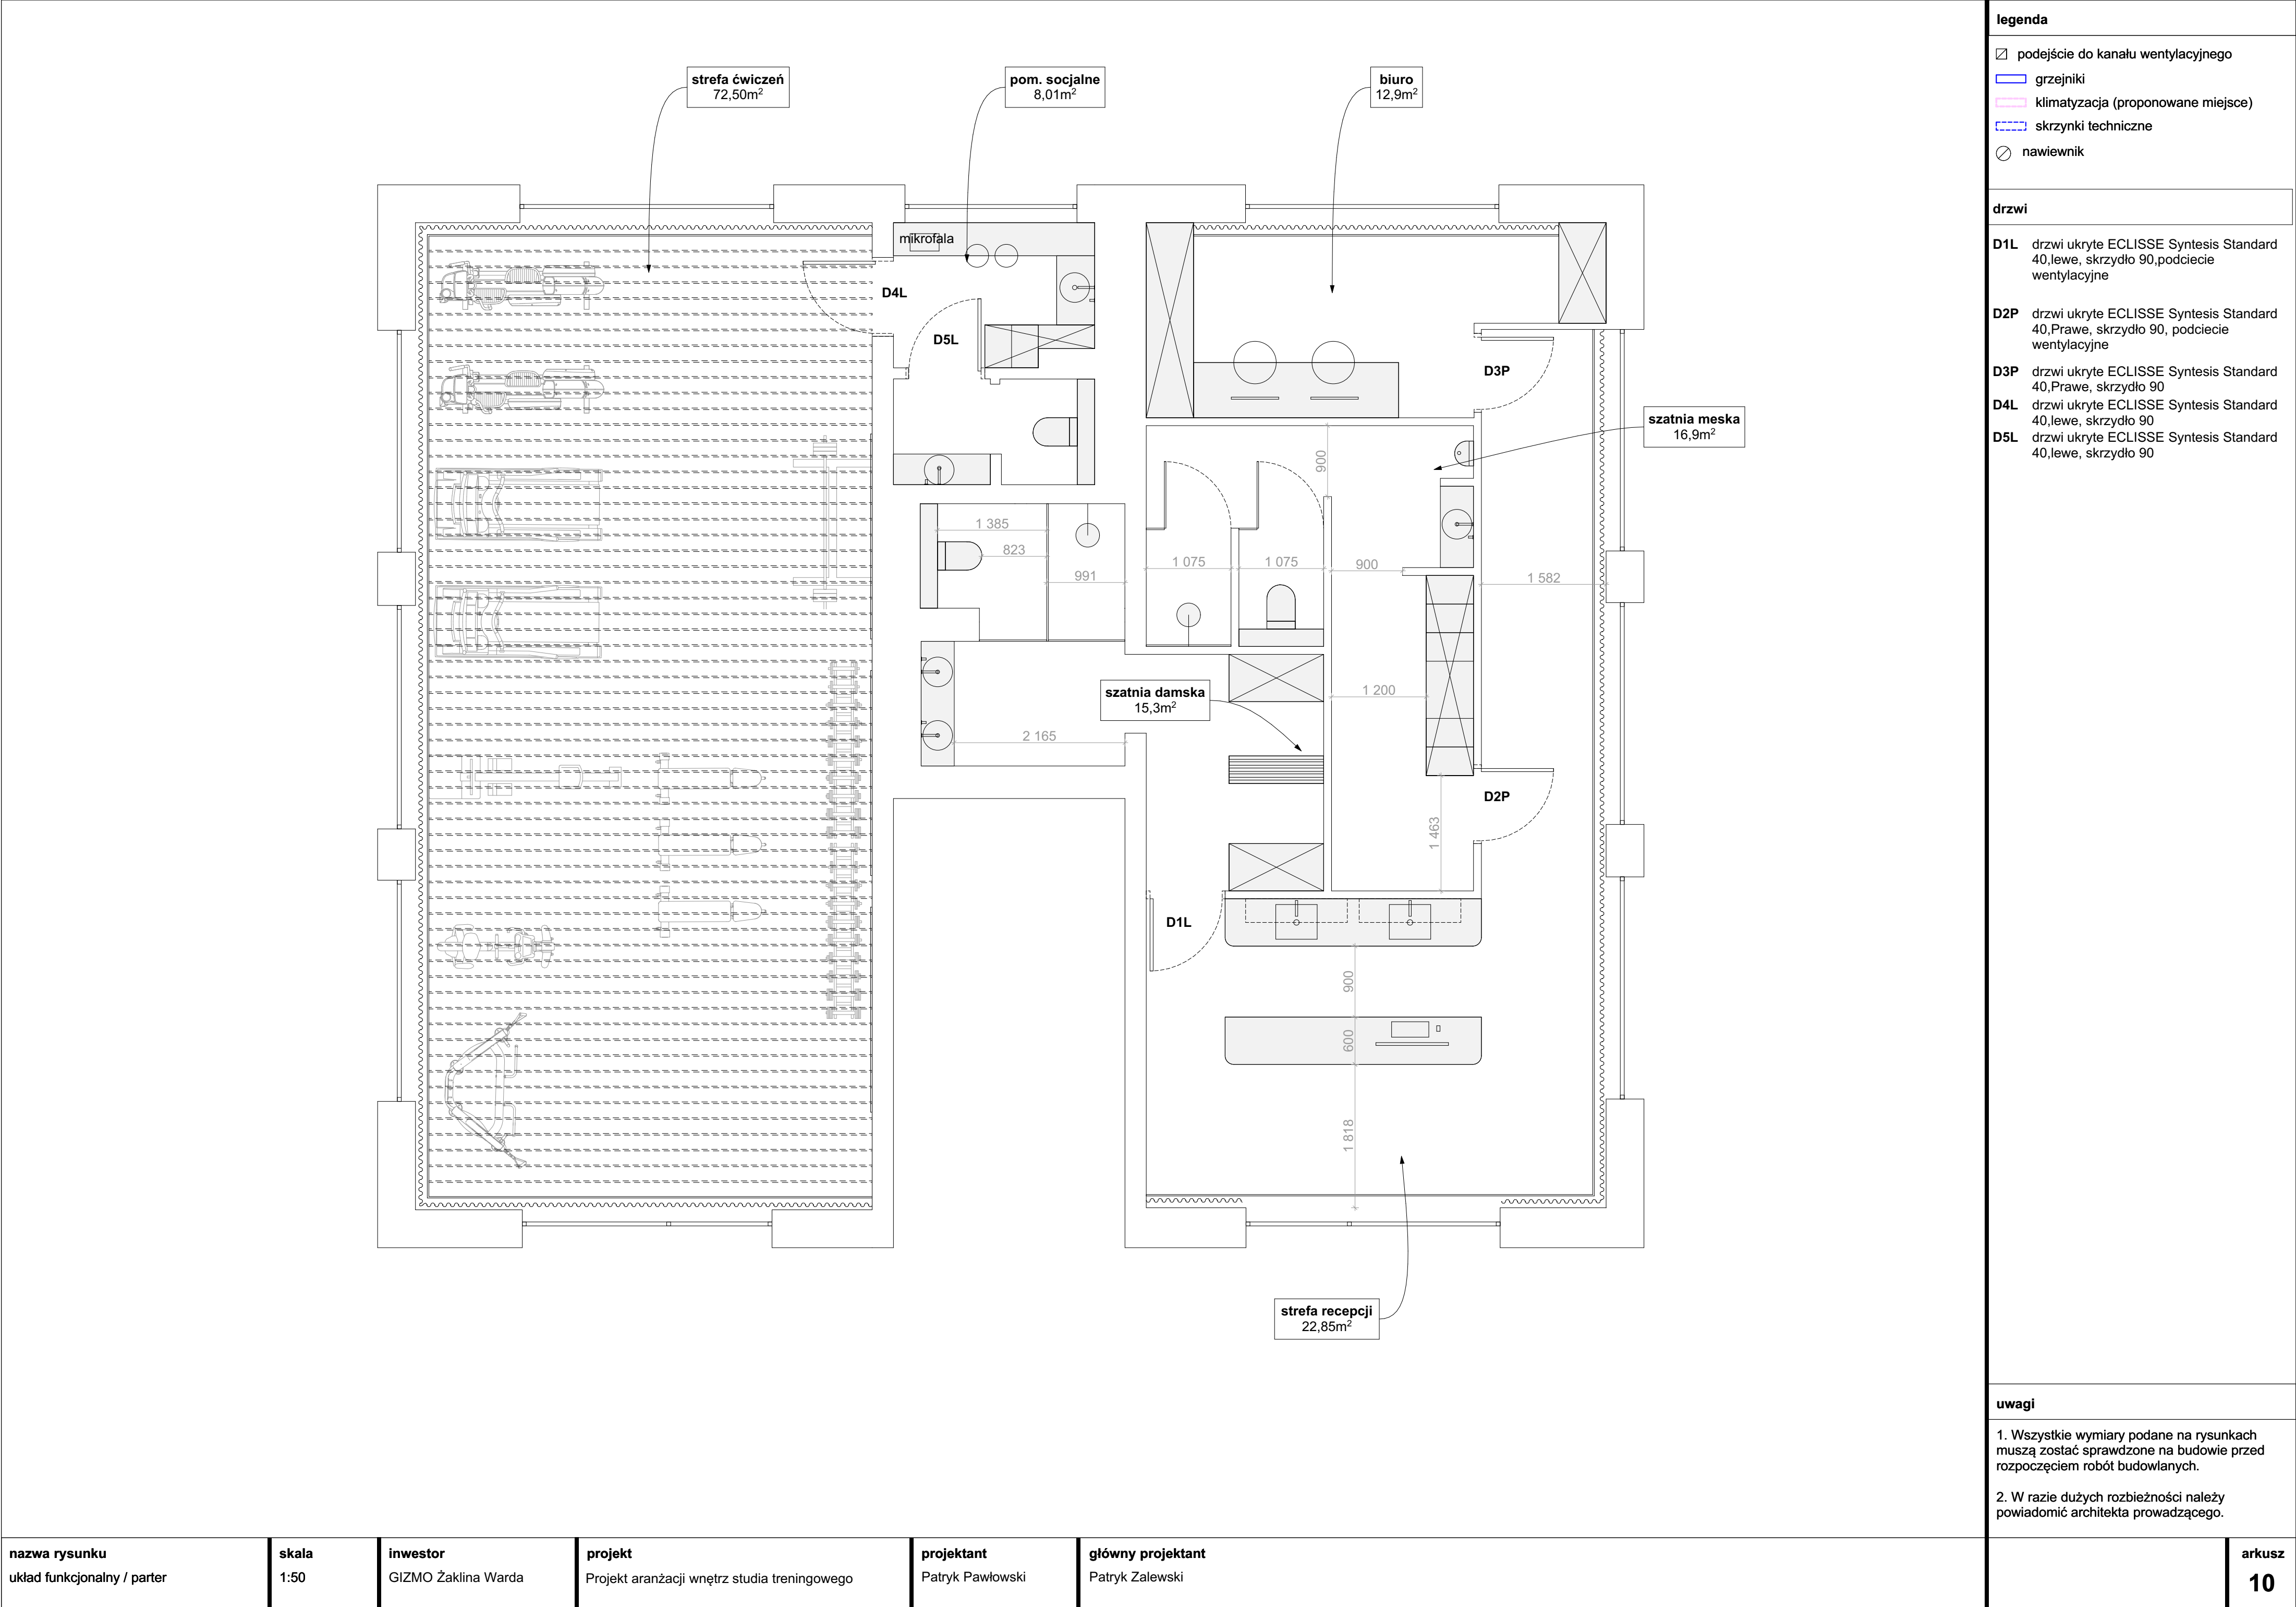 strefa ćwiczeń
72,50m²
pom. socjalne
8,01m²
biuro
12,9m²
mikrofala
D4L
D5L
D3P
szatnia meska
16,9m²
900
1 385
823
991
1 075
1 075
900
1 582
szatnia damska
15,3m²
1 200
2 165
D2P
1 463
D1L
900
600
1 818
strefa recepcji
22,85m²
legenda
podejście do kanału wentylacyjnego
grzejniki
klimatyzacja (proponowane miejsce)
skrzynki techniczne
nawiewnik
drzwi
D1L drzwi ukryte ECLISSE Syntesis Standard
40,lewe, skrzydło 90,podciecie
wentylacyjne
D2P drzwi ukryte ECLISSE Syntesis Standard
40,Prawe, skrzydło 90, podciecie
wentylacyjne
D3P drzwi ukryte ECLISSE Syntesis Standard
40,Prawe, skrzydło 90
D4L drzwi ukryte ECLISSE Syntesis Standard
40,lewe, skrzydło 90
D5L drzwi ukryte ECLISSE Syntesis Standard
40,lewe, skrzydło 90
uwagi
1. Wszystkie wymiary podane na rysunkach
muszą zostać sprawdzone na budowie przed
rozpoczęciem robót budowlanych.
2. W razie dużych rozbieżności należy
powiadomić architekta prowadzącego.
nazwa rysunku
układ funkcjonalny / parter
skala
1:50
inwestor
GIZMO Żaklina Warda
projekt
Projekt aranżacji wnętrz studia treningowego
projektant
Patryk Pawłowski
główny projektant
Patryk Zalewski
arkusz
10